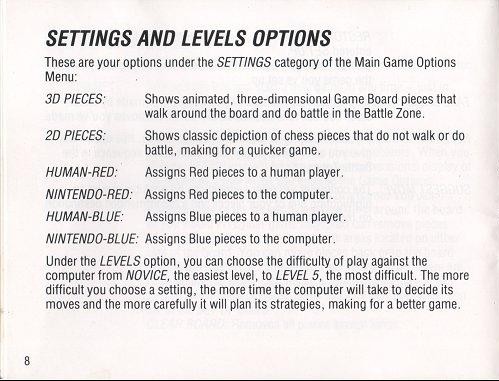 SETTINGS AND LEVELS OPTIONS
These are your options under the SETTINGS category of the Main Game Options
Menu:
3D PIECES: Shows animated, three-dimensional Game Board pieces that
walk around the board and do battle in the Battle Zone.
2D PIECES: Shows classic depiction of chess pieces that do not walk or do
battle, making for a quicker game.
HUMAN-RED: Assigns Red pieces to a human player.
NINTENDO-RED: Assigns Red pieces to the computer.
HUMAN-BLUE: Assigns Blue pieces to a human player.
NINTENDO-BLUE: Assigns Blue pieces to the computer.
Under the LEVELS option, you can choose the difficulty of play against the
computer from NOVICE, the easiest level, to LEVEL 5, the most difficult. The more
difficult you choose a setting, the more time the computer will take to decide its
moves and the more carefully it will plan its strategies, making for a better game.
8